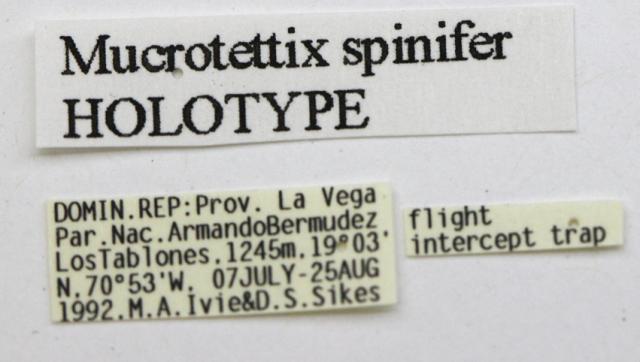 Mucrotettix spinifer
HOLOTYPE
DOMIN.REP:Prov. La Vega
Par.Nac.ArmandoBermudez
LosTablones.1245m.19°03'
N.70°53'W. 07JULY-25AUG
1992.M.A.Ivie&D.S.Sikes
flight
intercept trap